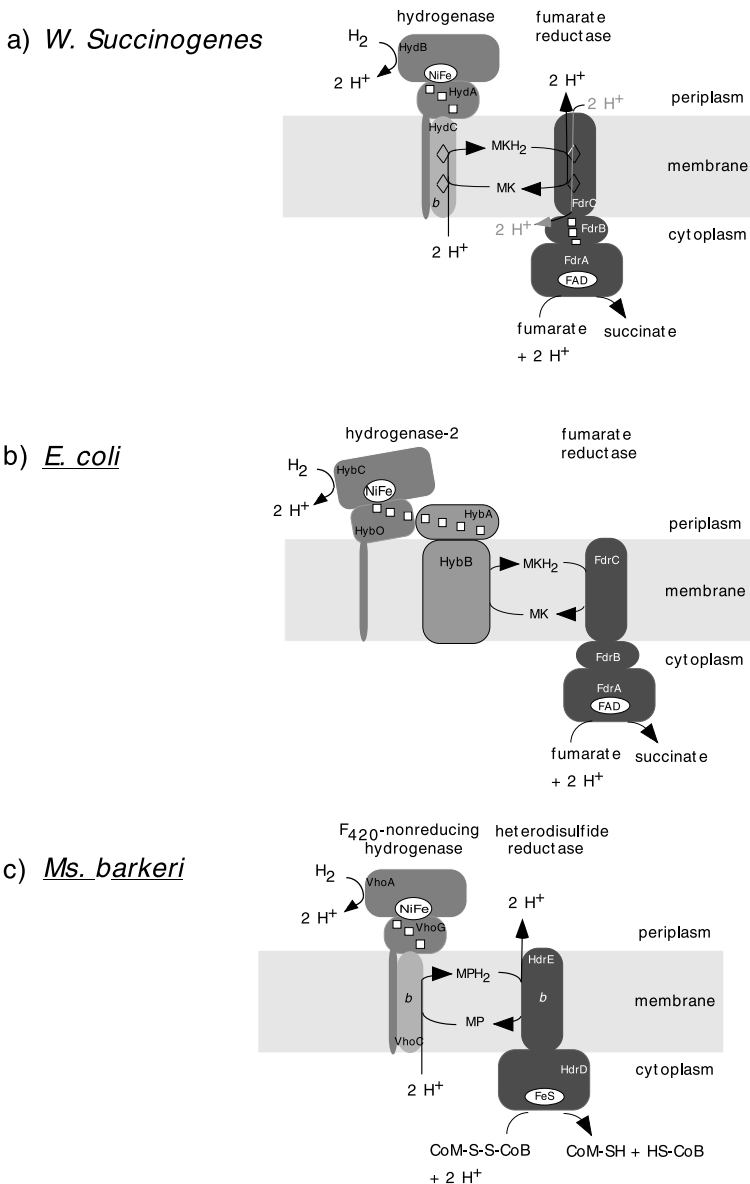 a) W. Succinogenes
hydrogenase
fumarate
reductase
H2
HydB
2 H+
NiFe
HydA
2 H+
2 H+
periplasm
HydC
MKH2
membrane
MK
b
FdrC
2 H+
FdrB
cytoplasm
2 H+
FdrA
FAD
fumarate
succinate
+ 2 H+
b) E. coli
hydrogenase-2
fumarate
reductase
H2
HybC
NiFe
2 H+
HybA
HybO
periplasm
HybB
MKH2
FdrC
membrane
MK
FdrB
cytoplasm
FdrA
FAD
fumarate
succinate
+ 2 H+
c) Ms. barkeri
F420-nonreducing
hydrogenase
heterodisulfide
reductase
H2
VhoA
2 H+
NiFe
2 H+
VhoG
periplasm
HdrE
MPH2
b
b
membrane
MP
VhoC
HdrD
cytoplasm
2 H+
FeS
CoM-S-S-CoB
CoM-SH + HS-CoB
+ 2 H+